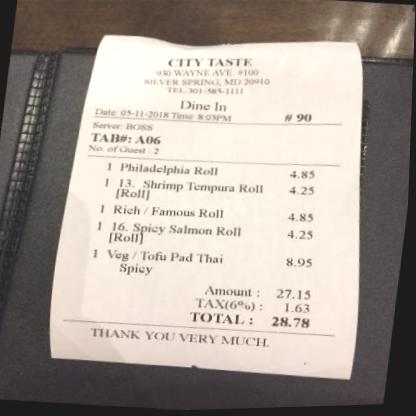 CITY TASTE
930 WAYNE AVE. #100
SILVER SPRING, MD 20910
TEL. 301-585-1111
Dine In
Date: 05-11-2018 Time: 8:03PM # 90
Server: BOSS
TAB#: A06
No. of Guest : 2
1 Philadelphia Roll 4.85
1 13. Shrimp Tempura Roll 4.25
[Roll]
1 Rich / Famous Roll 4.85
1 16. Spicy Salmon Roll 4.25
[Roll]
1 Veg / Tofu Pad Thai 8.95
Spicy
Amount : 27.15
TAX(6%) : 1.63
TOTAL : 28.78
THANK YOU VERY MUCH.